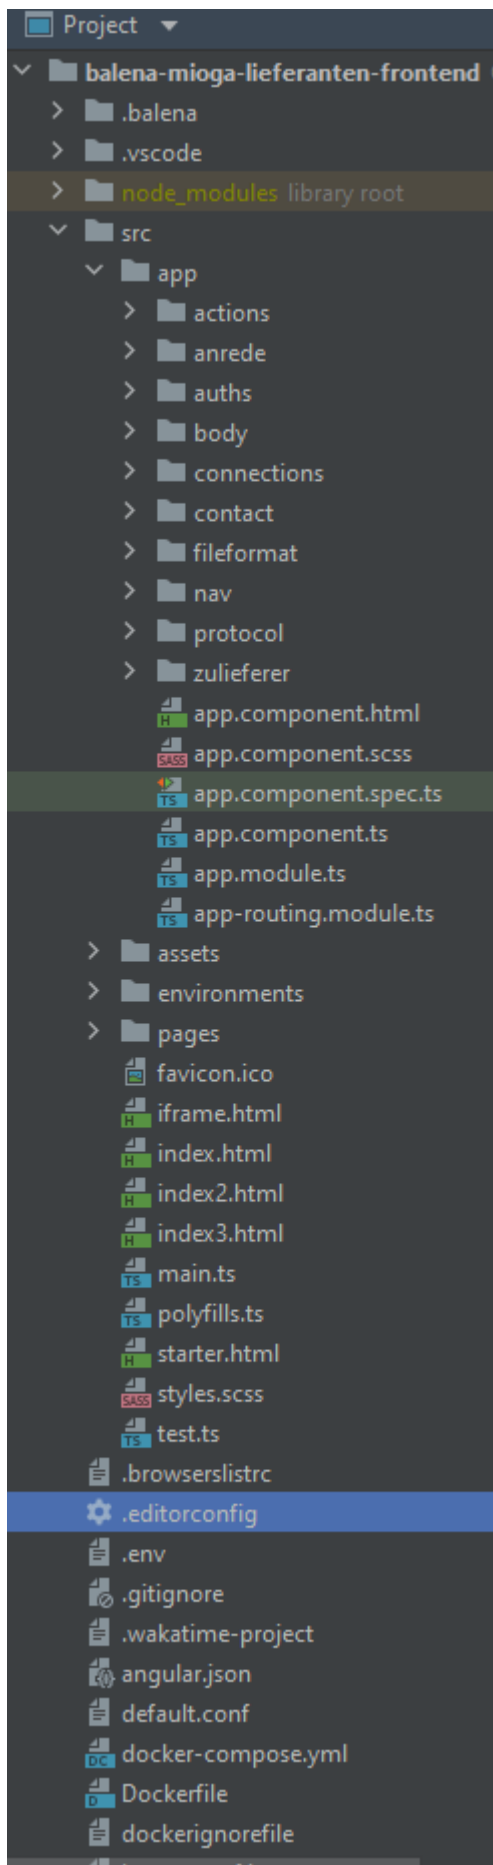 Project
balena-mioga-lieferanten-frontend
.balena
.vscode
node_modules library root
src
app
actions
anrede
auths
body
connections
contact
fileformat
nav
protocol
zulieferer
app.component.html
app.component.scss
app.component.spec.ts
app.component.ts
app.module.ts
app-routing.module.ts
assets
environments
pages
favicon.ico
iframe.html
index.html
index2.html
index3.html
main.ts
polyfills.ts
starter.html
styles.scss
test.ts
.browserslistrc
.editorconfig
.env
.gitignore
.wakatime-project
angular.json
default.conf
docker-compose.yml
Dockerfile
dockerignorefile